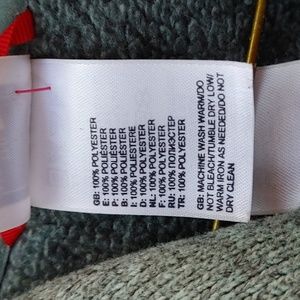 GB: 100% POLYESTER
E: 100% POLIÉSTER
P: 100% POLIÉSTER
B: 100% POLIESTER
I: 100% POLIESTERE
D: 100% POLYESTER
NL: 100% POLYESTER
F: 100% POLYESTER
RU: 100% ПОЛИЭСТЕР
TR: 100% POLYESTER
GB: MACHINE WASH WARM/DO
NOT BLEACH/TUMBLE DRY LOW/
WARM IRON AS NEEDED/DO NOT
DRY CLEAN